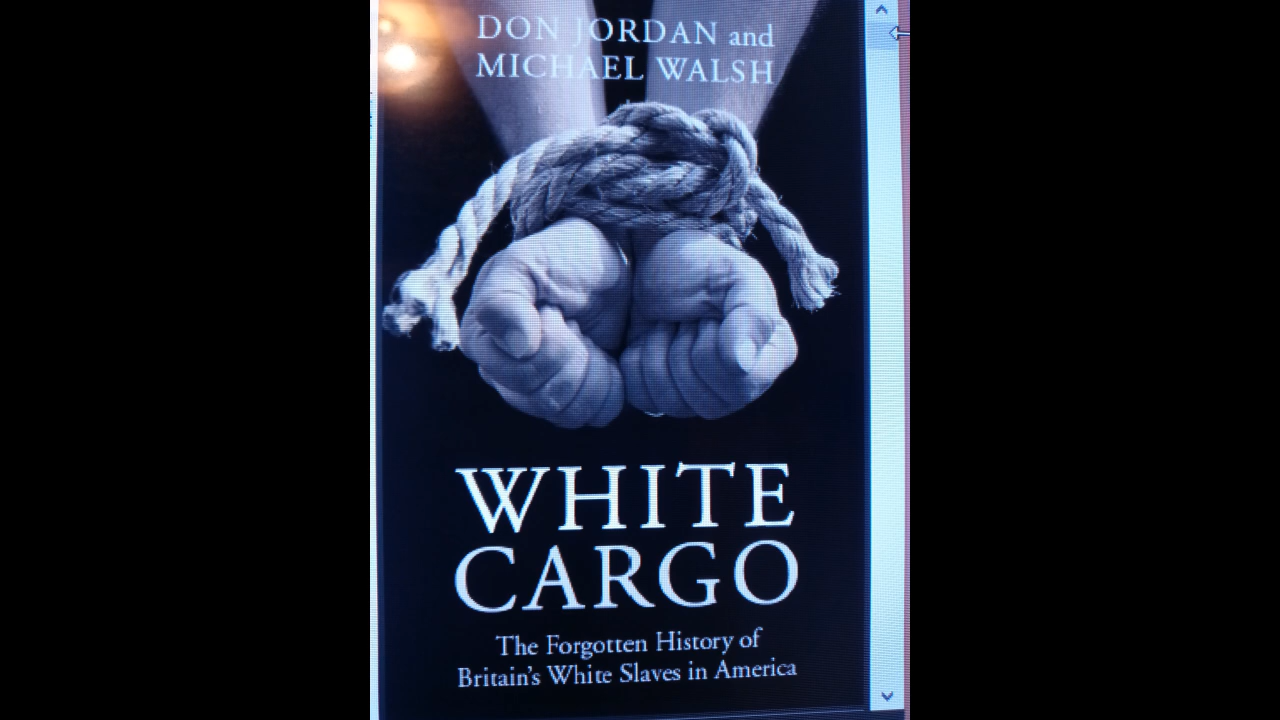 DON JORDAN and
MICHAEL WALSH
WHITE
CARGO
The Forgotten History of
Britain's White Slaves in America